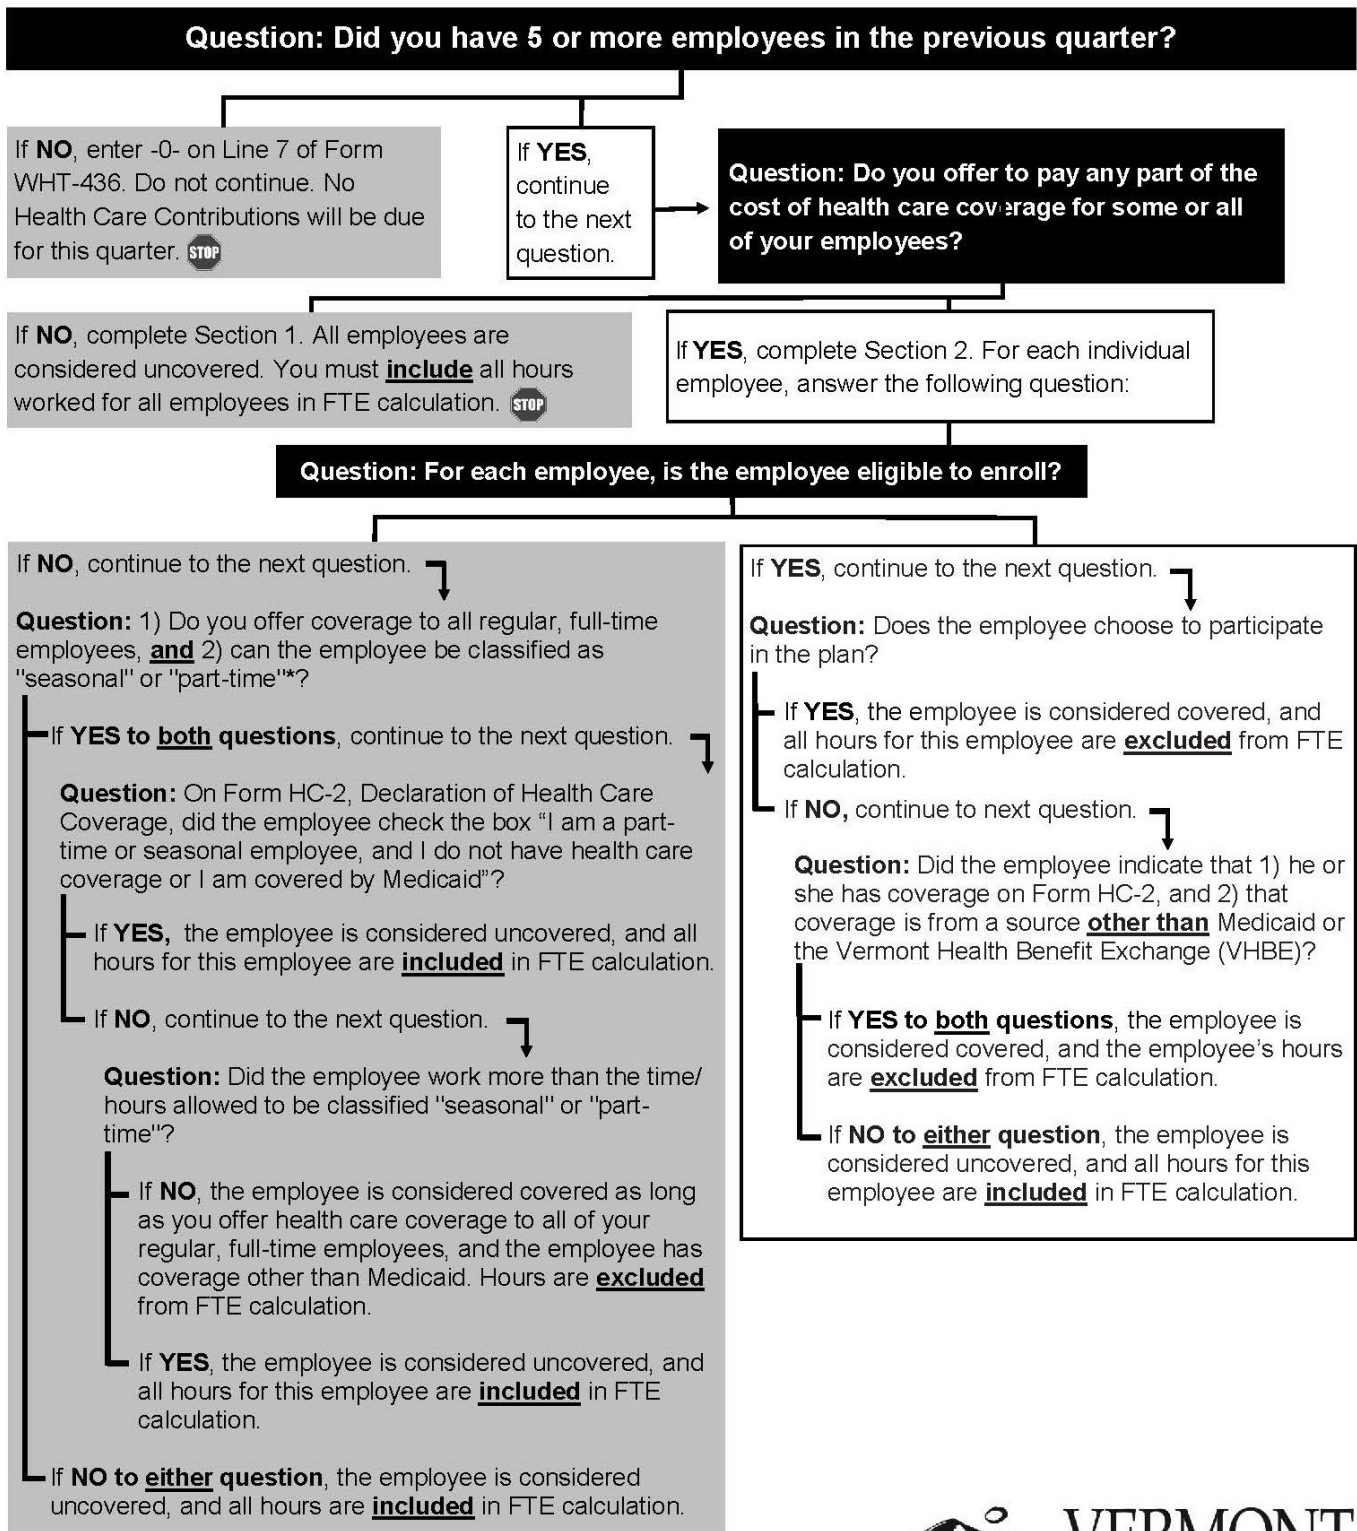 Question: Did you have 5 or more employees in the previous quarter?
If NO, enter -0- on Line 7 of Form
WHT-436. Do not continue. No
Health Care Contributions will be due
for this quarter. STOP
If YES,
continue
to the next
question.
Question: Do you offer to pay any part of the
cost of health care coverage for some or all
of your employees?
If NO, complete Section 1. All employees are
considered uncovered. You must include all hours
worked for all employees in FTE calculation. STOP
If YES, complete Section 2. For each individual
employee, answer the following question:
Question: For each employee, is the employee eligible to enroll?
If NO, continue to the next question.
Question: 1) Do you offer coverage to all regular, full-time
employees, and 2) can the employee be classified as
"seasonal" or "part-time"*?
If YES to both questions, continue to the next question.
Question: On Form HC-2, Declaration of Health Care
Coverage, did the employee check the box “I am a part-
time or seasonal employee, and I do not have health care
coverage or I am covered by Medicaid”?
If YES, the employee is considered uncovered, and all
hours for this employee are included in FTE calculation.
If NO, continue to the next question.
Question: Did the employee work more than the time/
hours allowed to be classified "seasonal" or "part-
time"?
If NO, the employee is considered covered as long
as you offer health care coverage to all of your
regular, full-time employees, and the employee has
coverage other than Medicaid. Hours are excluded
from FTE calculation.
If YES, the employee is considered uncovered, and
all hours for this employee are included in FTE
calculation.
If NO to either question, the employee is considered
uncovered, and all hours are included in FTE calculation.
If YES, continue to the next question.
Question: Does the employee choose to participate
in the plan?
If YES, the employee is considered covered, and
all hours for this employee are excluded from FTE
calculation.
If NO, continue to next question.
Question: Did the employee indicate that 1) he or
she has coverage on Form HC-2, and 2) that
coverage is from a source other than Medicaid or
the Vermont Health Benefit Exchange (VHBE)?
If YES to both questions, the employee is
considered covered, and the employee’s hours
are excluded from FTE calculation.
If NO to either question, the employee is
considered uncovered, and all hours for this
employee are included in FTE calculation.
VERMONT